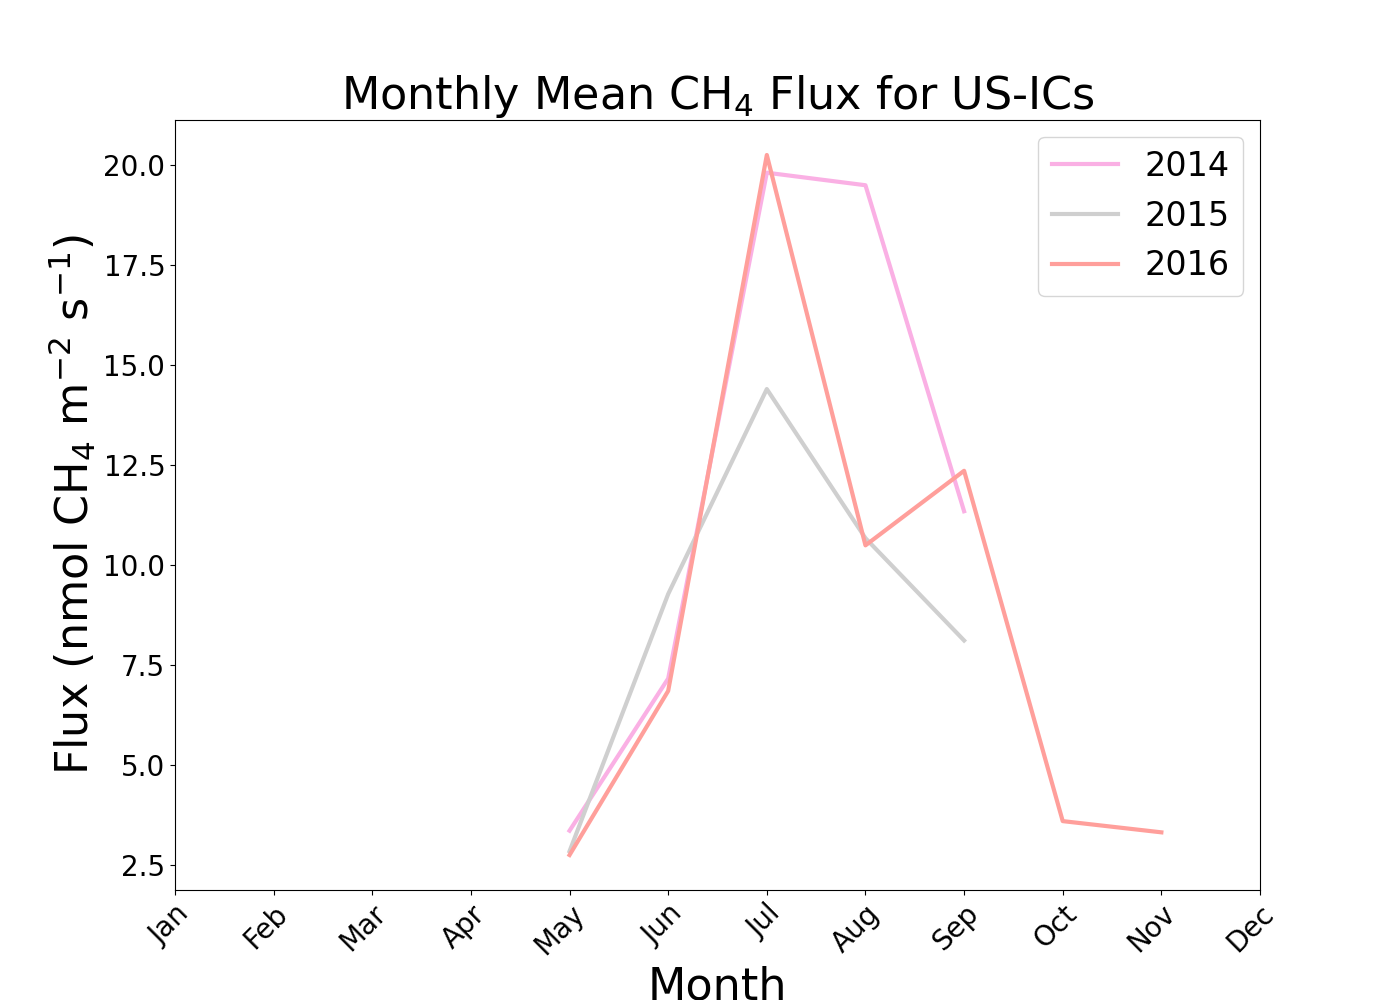 Monthly Mean CH₄ Flux for US-ICs
Flux (nmol CH₄ m⁻² s⁻¹)
20.0
17.5
15.0
12.5
10.0
7.5
5.0
2.5
2014
2015
2016
Jan Feb Mar Apr May Jun Jul Aug Sep Oct Nov Dec
Month